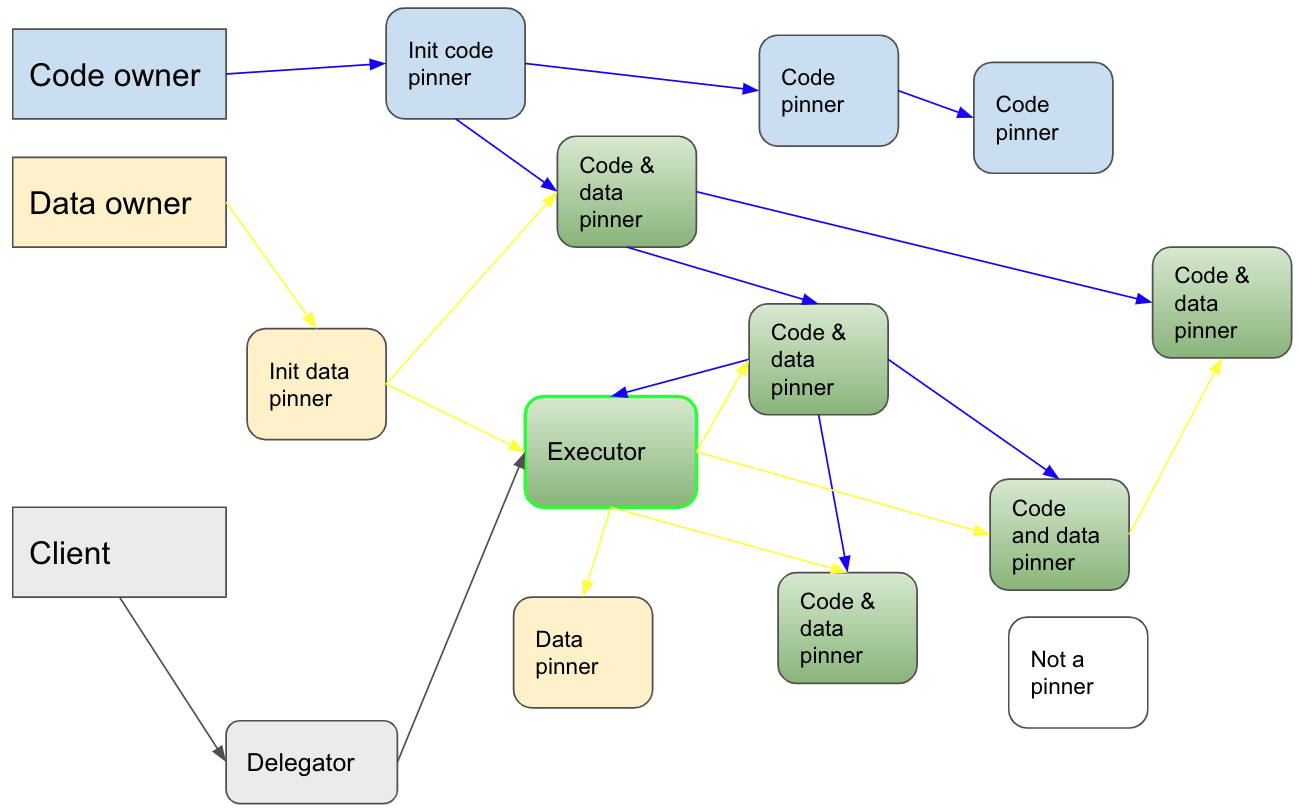 Code owner
Init code
pinner
Code
pinner
Code
pinner
Data owner
Code &
data
pinner
Code &
data
pinner
Init data
pinner
Code &
data
pinner
Executor
Client
Code
and data
pinner
Data
pinner
Code &
data
pinner
Not a
pinner
Delegator